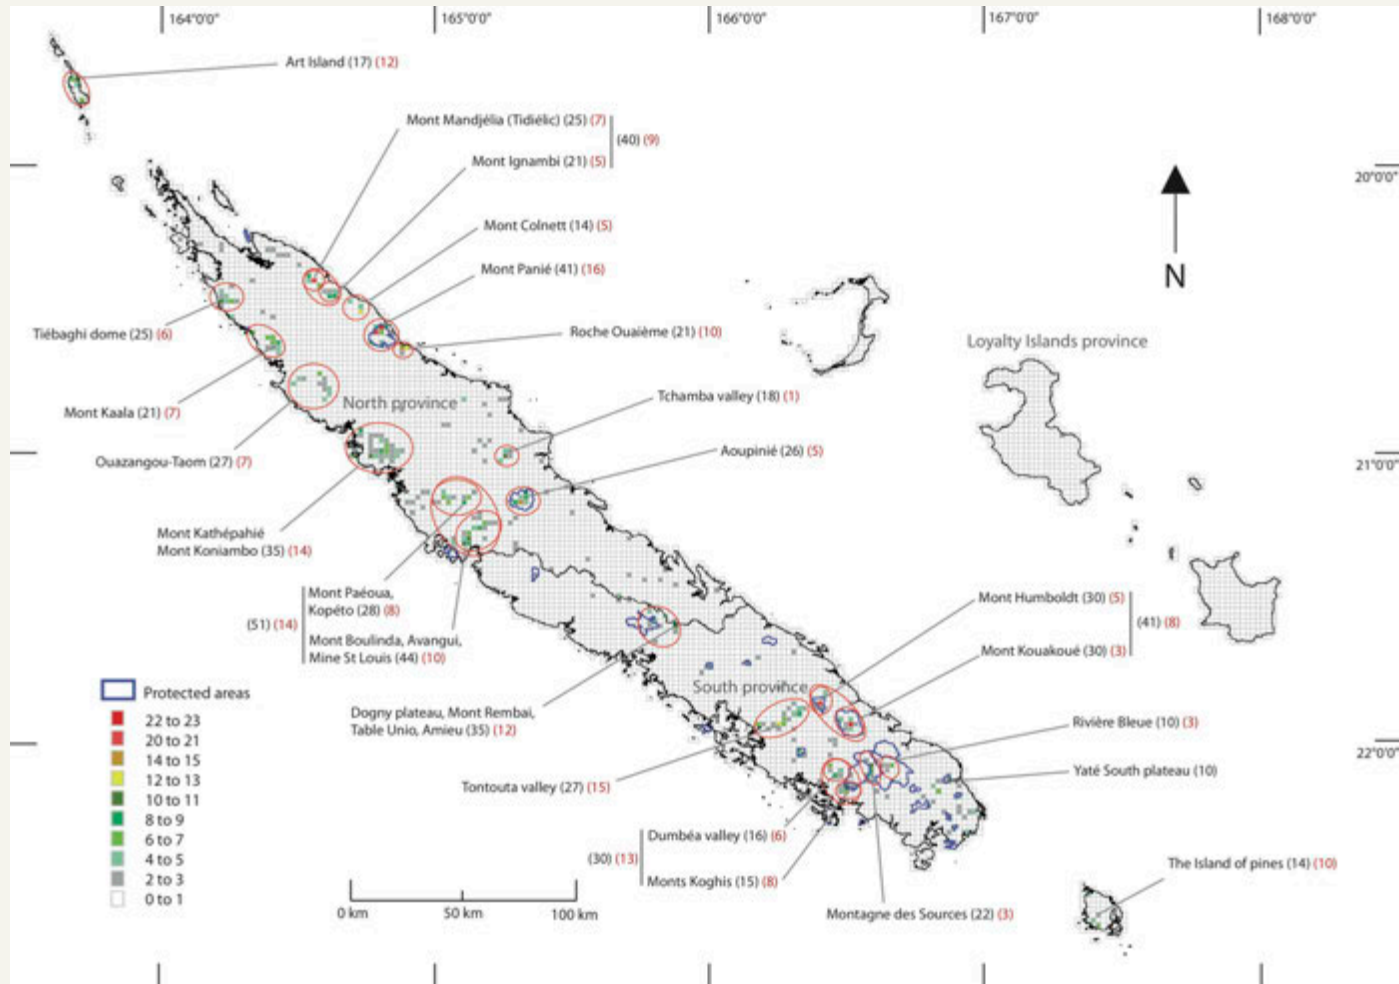 164°0'0"
165°0'0"
166°0'0"
167°0'0"
168°0'0"
Art Island (17) (12)
Mont Mandjélia (Tidiélic) (25) (7)
(40) (9)
Mont Ignambi (21) (5)
20°0'0"
Mont Colnett (14) (5)
Mont Panié (41) (16)
N
Tiébaghi dome (25) (6)
Roche Ouaième (21) (10)
Loyalty Islands province
Mont Kaala (21) (7)
North province
Tchamba valley (18) (1)
Ouazangou-Taom (27) (7)
Aoupinié (26) (5)
21°0'0"
Mont Kathépahié
Mont Koniambo (35) (14)
Mont Paéoua,
Kopéto (28) (8)
(51) (14)
Mont Boulinda, Avangui,
Mine St Louis (44) (10)
Mont Humboldt (30) (5)
(41) (8)
Mont Kouakoué (30) (3)
South province
Dogny plateau, Mont Rembai,
Table Unio, Amieu (35) (12)
Rivière Bleue (10) (3)
22°0'0"
Yaté South plateau (10)
Tontouta valley (27) (15)
Dumbéa valley (16) (6)
(30) (13)
Monts Koghis (15) (8)
The Island of pines (14) (10)
Montagne des Sources (22) (3)
Protected areas
22 to 23
20 to 21
14 to 15
12 to 13
10 to 11
8 to 9
6 to 7
4 to 5
2 to 3
0 to 1
0 km
50 km
100 km